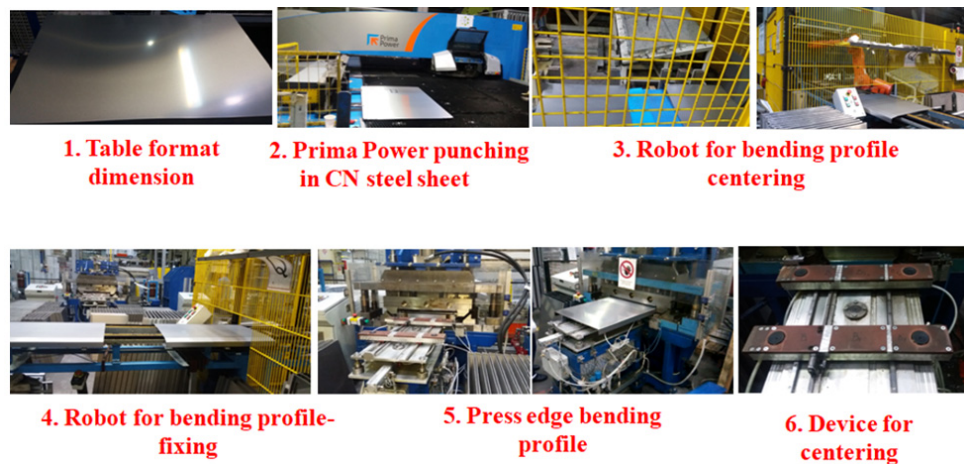 Prima
Power
1. Table format
dimension
2. Prima Power punching
in CN steel sheet
3. Robot for bending profile
centering
4. Robot for bending profile-
fixing
5. Press edge bending
profile
6. Device for
centering